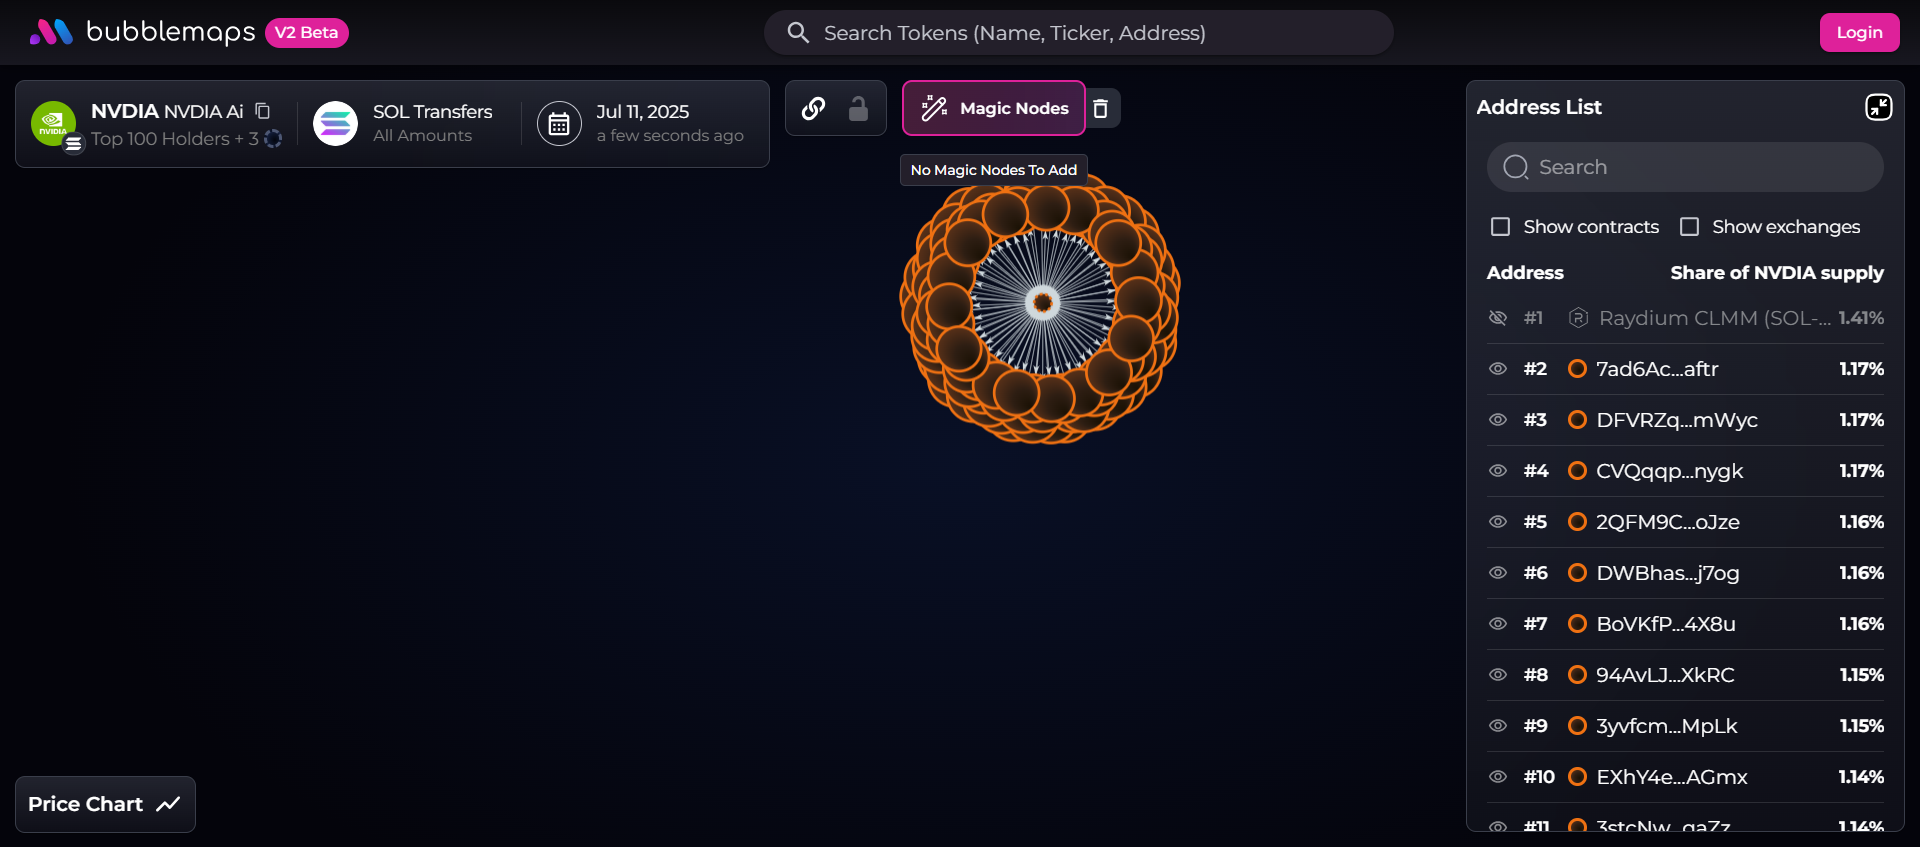 bubblemaps V2 Beta
Search Tokens (Name, Ticker, Address)
Login
NVIDIA
NVDIA NVDIA Ai
Top 100 Holders + 3
SOL Transfers
All Amounts
Jul 11, 2025
a few seconds ago
Magic Nodes
No Magic Nodes To Add
Address List
Search
Show contracts Show exchanges
Address Share of NVDIA supply
#1 Raydium CLMM (SOL-... 1.41%
#2 7ad6Ac...aftr 1.17%
#3 DFVRZq...mWyc 1.17%
#4 CVQqqp...nygk 1.17%
#5 2QFM9C...oJze 1.16%
#6 DWBhas...j7og 1.16%
#7 BoVKfP...4X8u 1.16%
#8 94AvLJ...XkRC 1.15%
#9 3yvfcm...MpLk 1.15%
#10 EXhY4e...AGmx 1.14%
#11 3stcNw...qaZz 1.14%
Price Chart